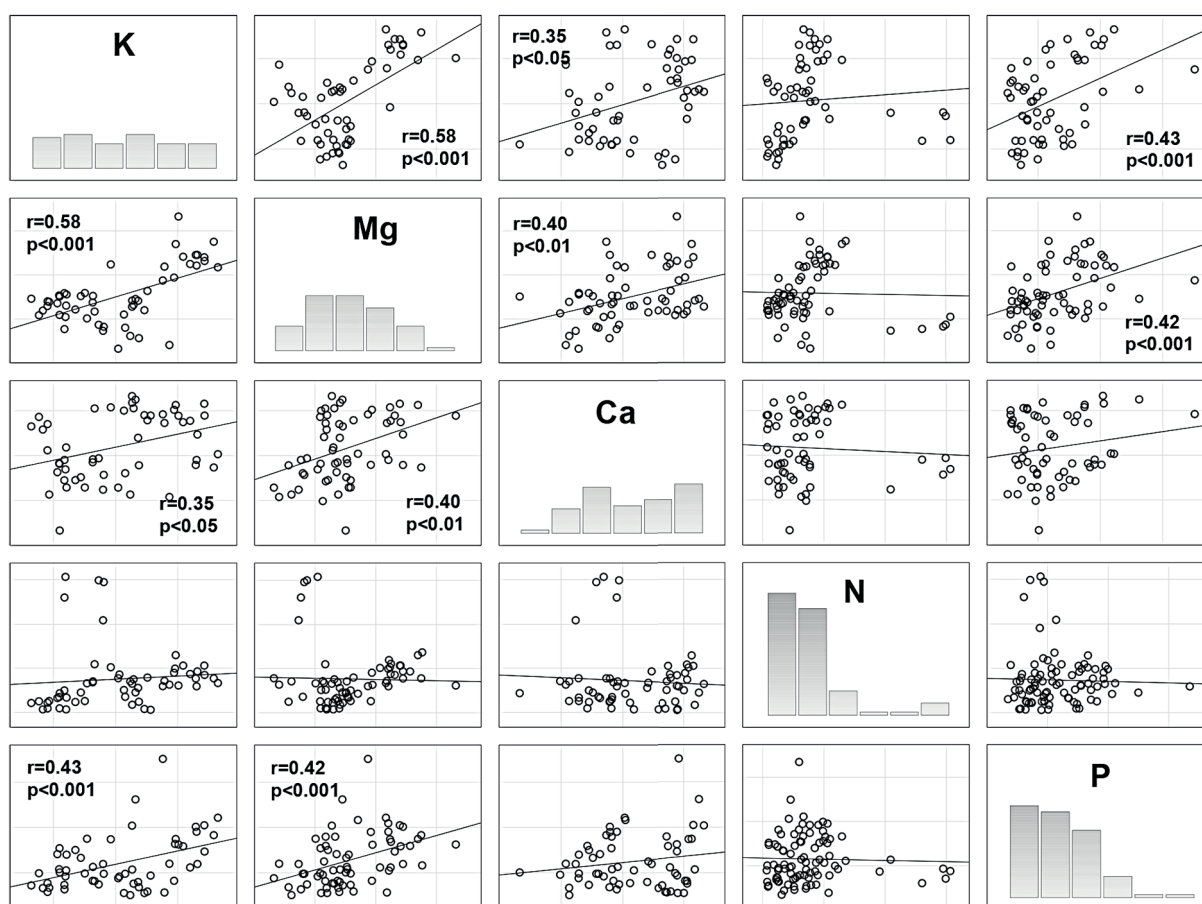 K
r=0.58
p<0.001
r=0.35
p<0.05
r=0.43
p<0.001
r=0.58
p<0.001
Mg
r=0.40
p<0.01
r=0.42
p<0.001
r=0.35
p<0.05
r=0.40
p<0.01
Ca
N
r=0.43
p<0.001
r=0.42
p<0.001
P